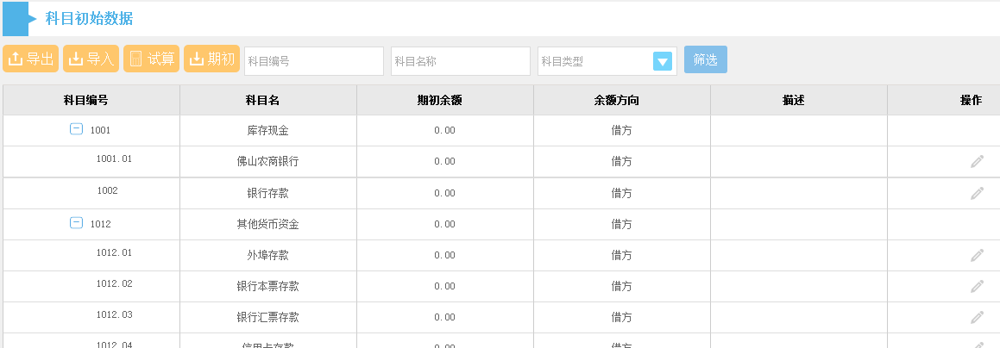 科目初始数据
导出 导入 试算 期初 科目编号 科目名称 科目类型 筛选
科目编号 科目名 期初余额 余额方向 描述 操作
1001 库存现金 0.00 借方
1001.01 佛山农商银行 0.00 借方
1002 银行存款 0.00 借方
1012 其他货币资金 0.00 借方
1012.01 外埠存款 0.00 借方
1012.02 银行本票存款 0.00 借方
1012.03 银行汇票存款 0.00 借方
1012.04 信用卡存款 0.00 借方